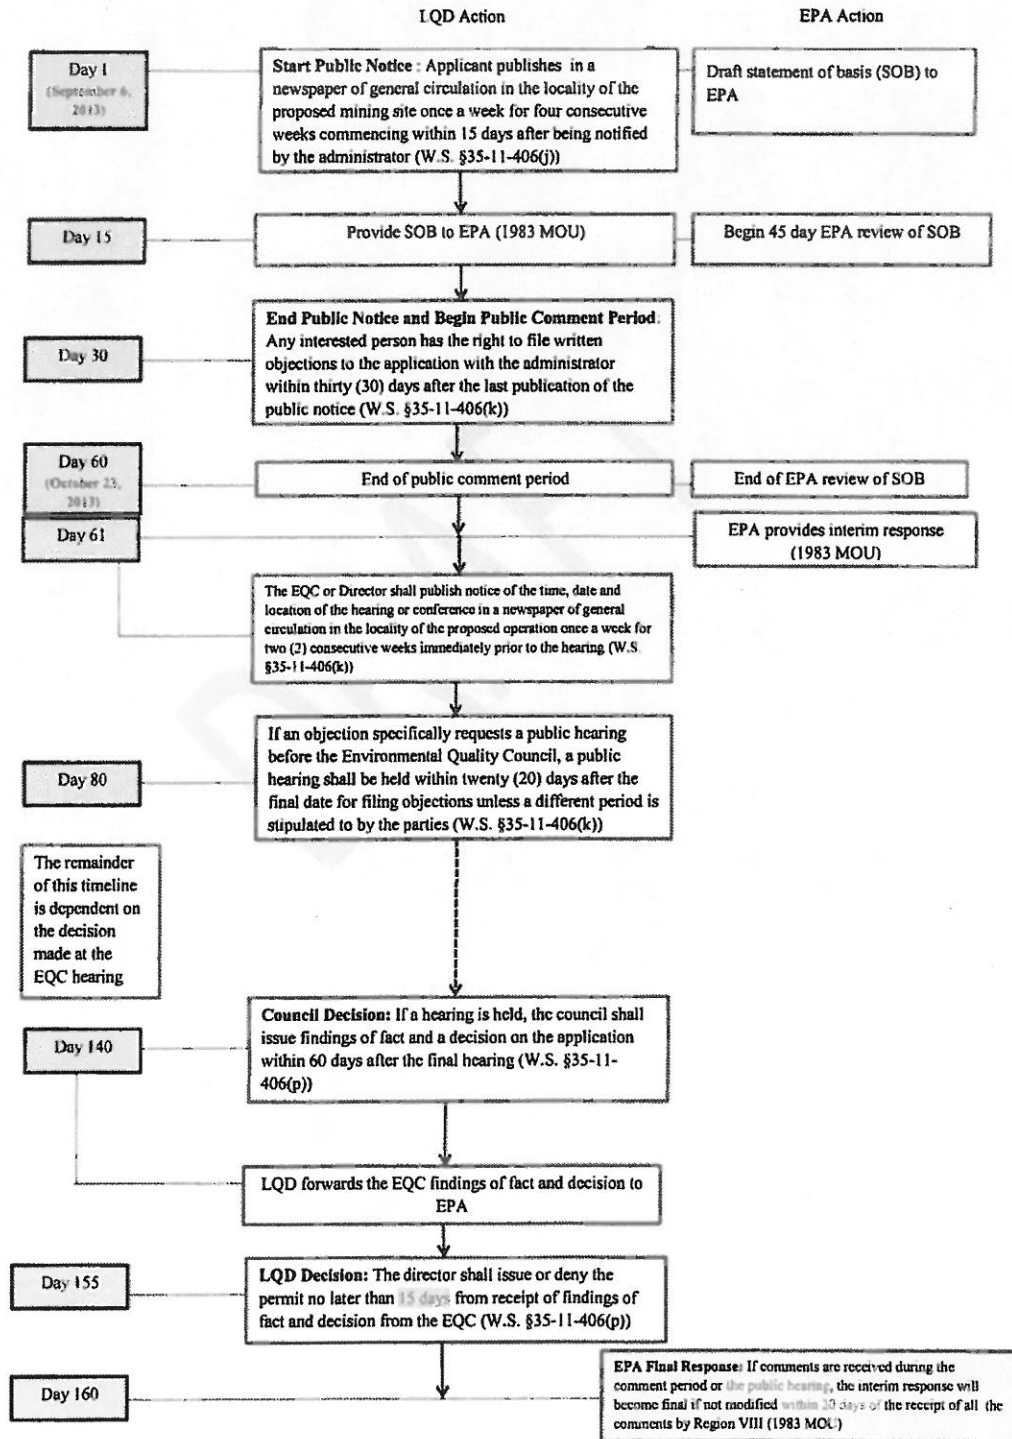 LQD Action
EPA Action
Day 1
(September 6,
2013)
Start Public Notice : Applicant publishes in a
newspaper of general circulation in the locality of the
proposed mining site once a week for four consecutive
weeks commencing within 15 days after being notified
by the administrator (W.S. §35-11-406(j))
Draft statement of basis (SOB) to
EPA
Day 15
Provide SOB to EPA (1983 MOU)
Begin 45 day EPA review of SOB
Day 30
End Public Notice and Begin Public Comment Period:
Any interested person has the right to file written
objections to the application with the administrator
within thirty (30) days after the last publication of the
public notice (W.S. §35-11-406(k))
Day 60
(October 23,
2013)
End of public comment period
End of EPA review of SOB
Day 61
EPA provides interim response
(1983 MOU)
The EQC or Director shall publish notice of the time, date and
location of the hearing or conference in a newspaper of general
circulation in the locality of the proposed operation once a week for
two (2) consecutive weeks immediately prior to the hearing (W.S.
§35-11-406(k))
Day 80
If an objection specifically requests a public hearing
before the Environmental Quality Council, a public
hearing shall be held within twenty (20) days after the
final date for filing objections unless a different period is
stipulated to by the parties (W.S. §35-11-406(k))
The remainder
of this timeline
is dependent on
the decision
made at the
EQC hearing
Day 140
Council Decision: If a hearing is held, the council shall
issue findings of fact and a decision on the application
within 60 days after the final hearing (W.S. §35-11-
406(p))
LQD forwards the EQC findings of fact and decision to
EPA
Day 155
LQD Decision: The director shall issue or deny the
permit no later than 15 days from receipt of findings of
fact and decision from the EQC (W.S. §35-11-406(p))
Day 160
EPA Final Response: If comments are received during the
comment period or the public hearing, the interim response will
become final if not modified within 20 days of the receipt of all the
comments by Region VIII (1983 MOU)
DRAFT